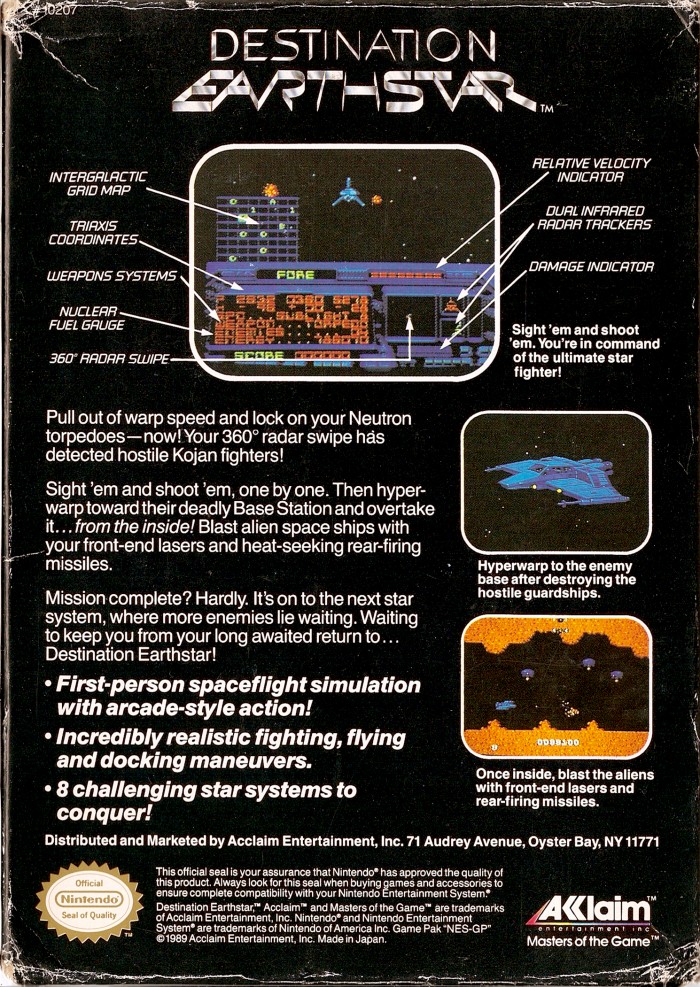 10207
DESTINATION
EARTHSTAR™
INTERGALACTIC
GRID MAP
TRIAXIS
COORDINATES
WEAPONS SYSTEMS
NUCLEAR
FUEL GAUGE
360° RADAR SWIPE
FORE
SCORE
RELATIVE VELOCITY
INDICATOR
DUAL INFRARED
RADAR TRACKERS
DAMAGE INDICATOR
Sight 'em and shoot
'em. You're in command
of the ultimate star
fighter!
Pull out of warp speed and lock on your Neutron
torpedoes—now! Your 360° radar swipe has
detected hostile Kojan fighters!
Sight 'em and shoot 'em, one by one. Then hyper-
warp toward their deadly Base Station and overtake
it...from the inside! Blast alien space ships with
your front-end lasers and heat-seeking rear-firing
missiles.
Mission complete? Hardly. It's on to the next star
system, where more enemies lie waiting. Waiting
to keep you from your long awaited return to...
Destination Earthstar!
• First-person spaceflight simulation
with arcade-style action!
• Incredibly realistic fighting, flying
and docking maneuvers.
• 8 challenging star systems to
conquer!
Hyperwarp to the enemy
base after destroying the
hostile guardships.
Once inside, blast the aliens
with front-end lasers and
rear-firing missiles.
Distributed and Marketed by Acclaim Entertainment, Inc. 71 Audrey Avenue, Oyster Bay, NY 11771
Official
Nintendo®
Seal of Quality
™
This official seal is your assurance that Nintendo® has approved the quality of
this product. Always look for this seal when buying games and accessories to
ensure complete compatibility with your Nintendo Entertainment System.®
Destination Earthstar,™ Acclaim™ and Masters of the Game™ are trademarks
of Acclaim Entertainment, Inc. Nintendo® and Nintendo Entertainment
System® are trademarks of Nintendo of America Inc. Game Pak "NES-GP"
©1989 Acclaim Entertainment, Inc. Made in Japan.
AKklaim™
entertainment inc
Masters of the Game™